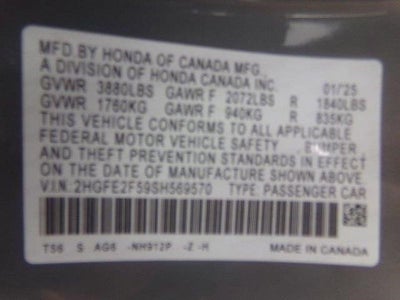 MFD.BY HONDA OF CANADA MFG.,
A DIVISION OF HONDA CANADA INC. 01/25
GVWR 3880LBS GAWR F 2072LBS R 1840LBS
GVWR 1760KG GAWR F 940KG R 835KG
THIS VEHICLE CONFORMS TO ALL APPLICABLE
FEDERAL MOTOR VEHICLE SAFETY BUMPER
AND THEFT PREVENTION STANDARDS IN EFFECT
ON THE DATE OF MANUFACTURE SHOWN ABOVE.
V.I.N: 2HGFE2F59SH569570 TYPE: PASSENGER CAR
T56 S AG6 -NH912P -Z -H MADE IN CANADA